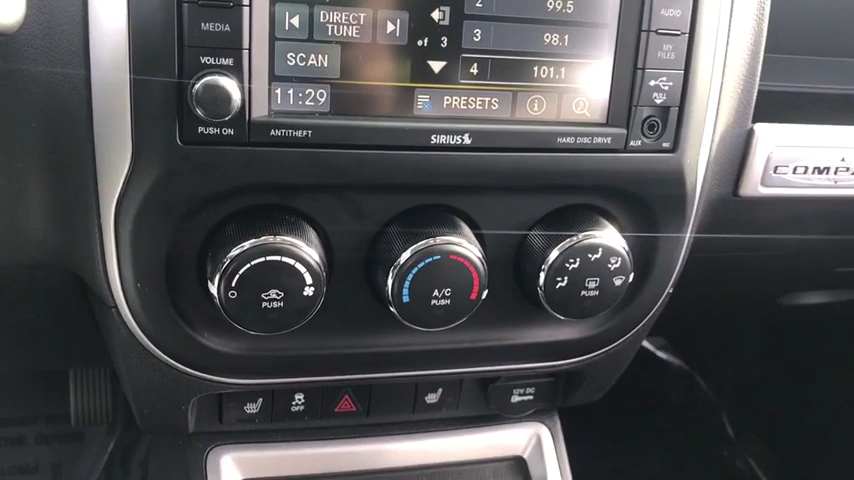 MEDIA
VOLUME
PUSH ON
DIRECT
TUNE
SCAN
11:29
of 3
2 99.5
3 98.1
4 101.1
PRESETS
ANTITHEFT
SIRIUS
HARD DISC DRIVE
AUDIO
MY
FILES
PULL
AUX
COMPA
PUSH
A/C
PUSH
PUSH
OFF
12V DC